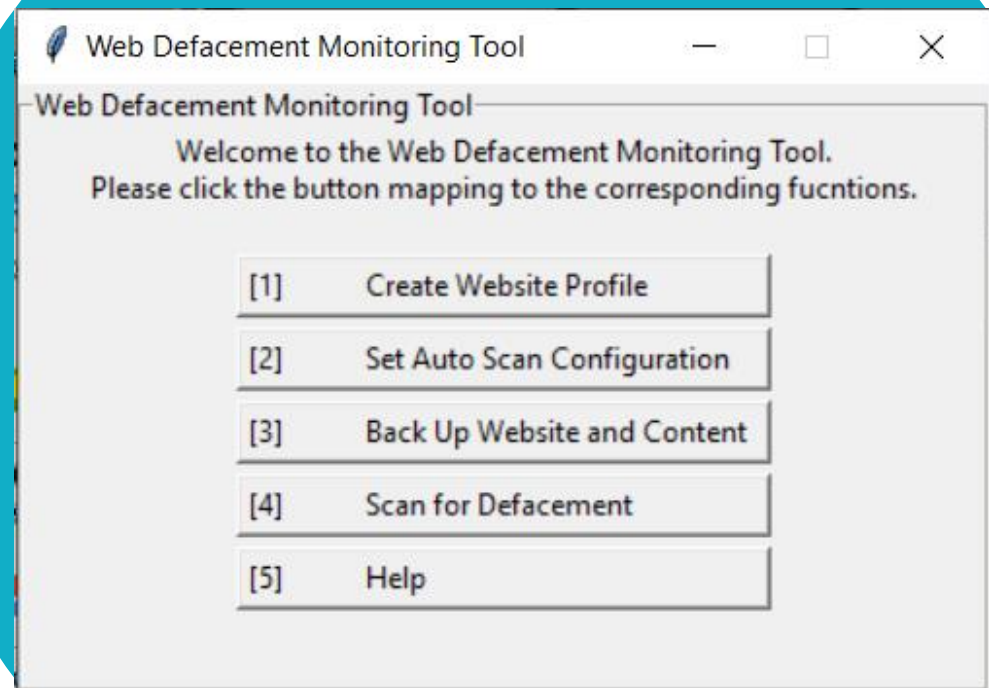 Web Defacement Monitoring Tool
Web Defacement Monitoring Tool
Welcome to the Web Defacement Monitoring Tool.
Please click the button mapping to the corresponding fucntions.
[1] Create Website Profile
[2] Set Auto Scan Configuration
[3] Back Up Website and Content
[4] Scan for Defacement
[5] Help